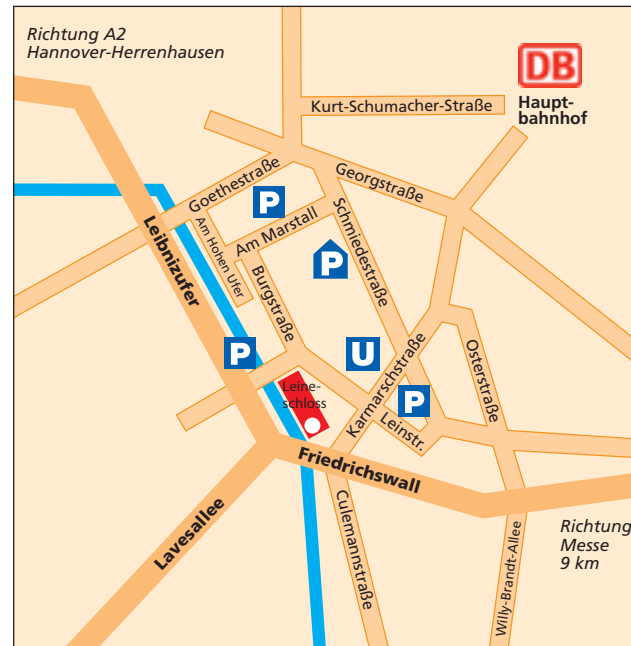 Richtung A2
Hannover-Herrenhausen
DB
Haupt-
bahnhof
Kurt-Schumacher-Straße
Georgstraße
Goethestraße
P
Am Marstall
Am Hohen Ufer
Schmiedestraße
P
Leibnizufer
Burgstraße
P
U
Osterstraße
Karmarschstraße
Leine-
schloss
P
Leinstr.
Friedrichswall
Lavesallee
Culemannstraße
Willy-Brandt-Allee
Richtung
Messe
9 km